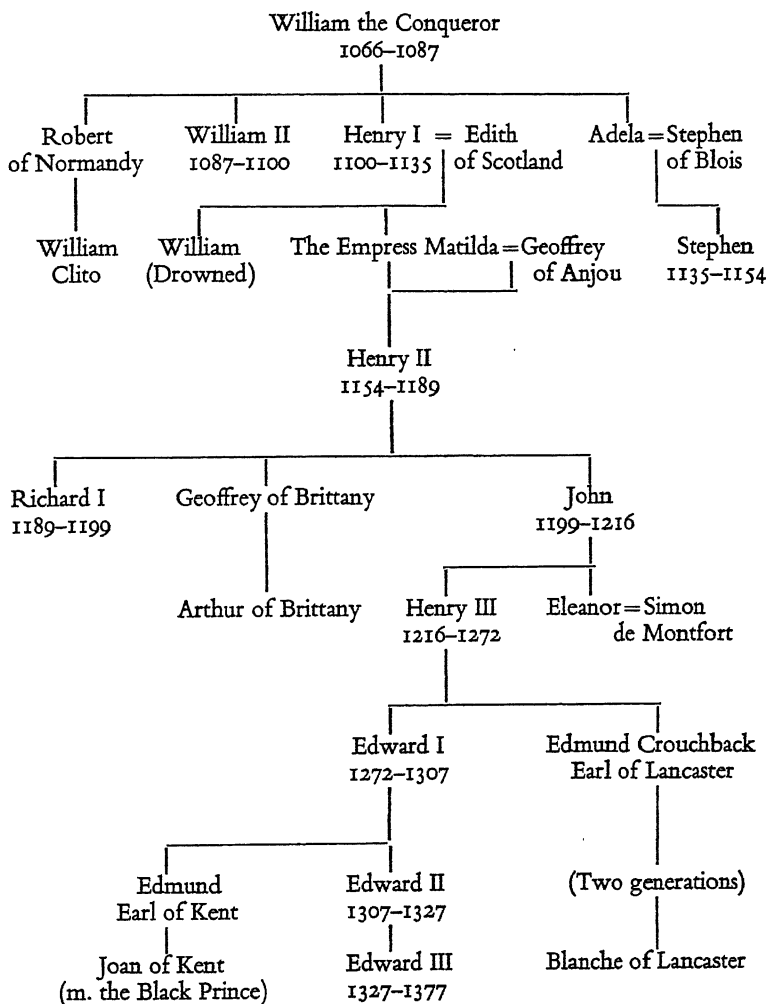 William the Conqueror
1066–1087
Robert of Normandy
William II
1087–1100
Henry I = Edith of Scotland
1100–1135
Adela=Stephen of Blois
William Clito
William (Drowned)
The Empress Matilda=Geoffrey of Anjou
Stephen
1135–1154
Henry II
1154–1189
Richard I
1189–1199
Geoffrey of Brittany
John
1199–1216
Arthur of Brittany
Henry III
1216–1272
Eleanor=Simon de Montfort
Edward I
1272–1307
Edmund Crouchback
Earl of Lancaster
Edmund
Earl of Kent
Edward II
1307–1327
(Two generations)
Joan of Kent
(m. the Black Prince)
Edward III
1327–1377
Blanche of Lancaster